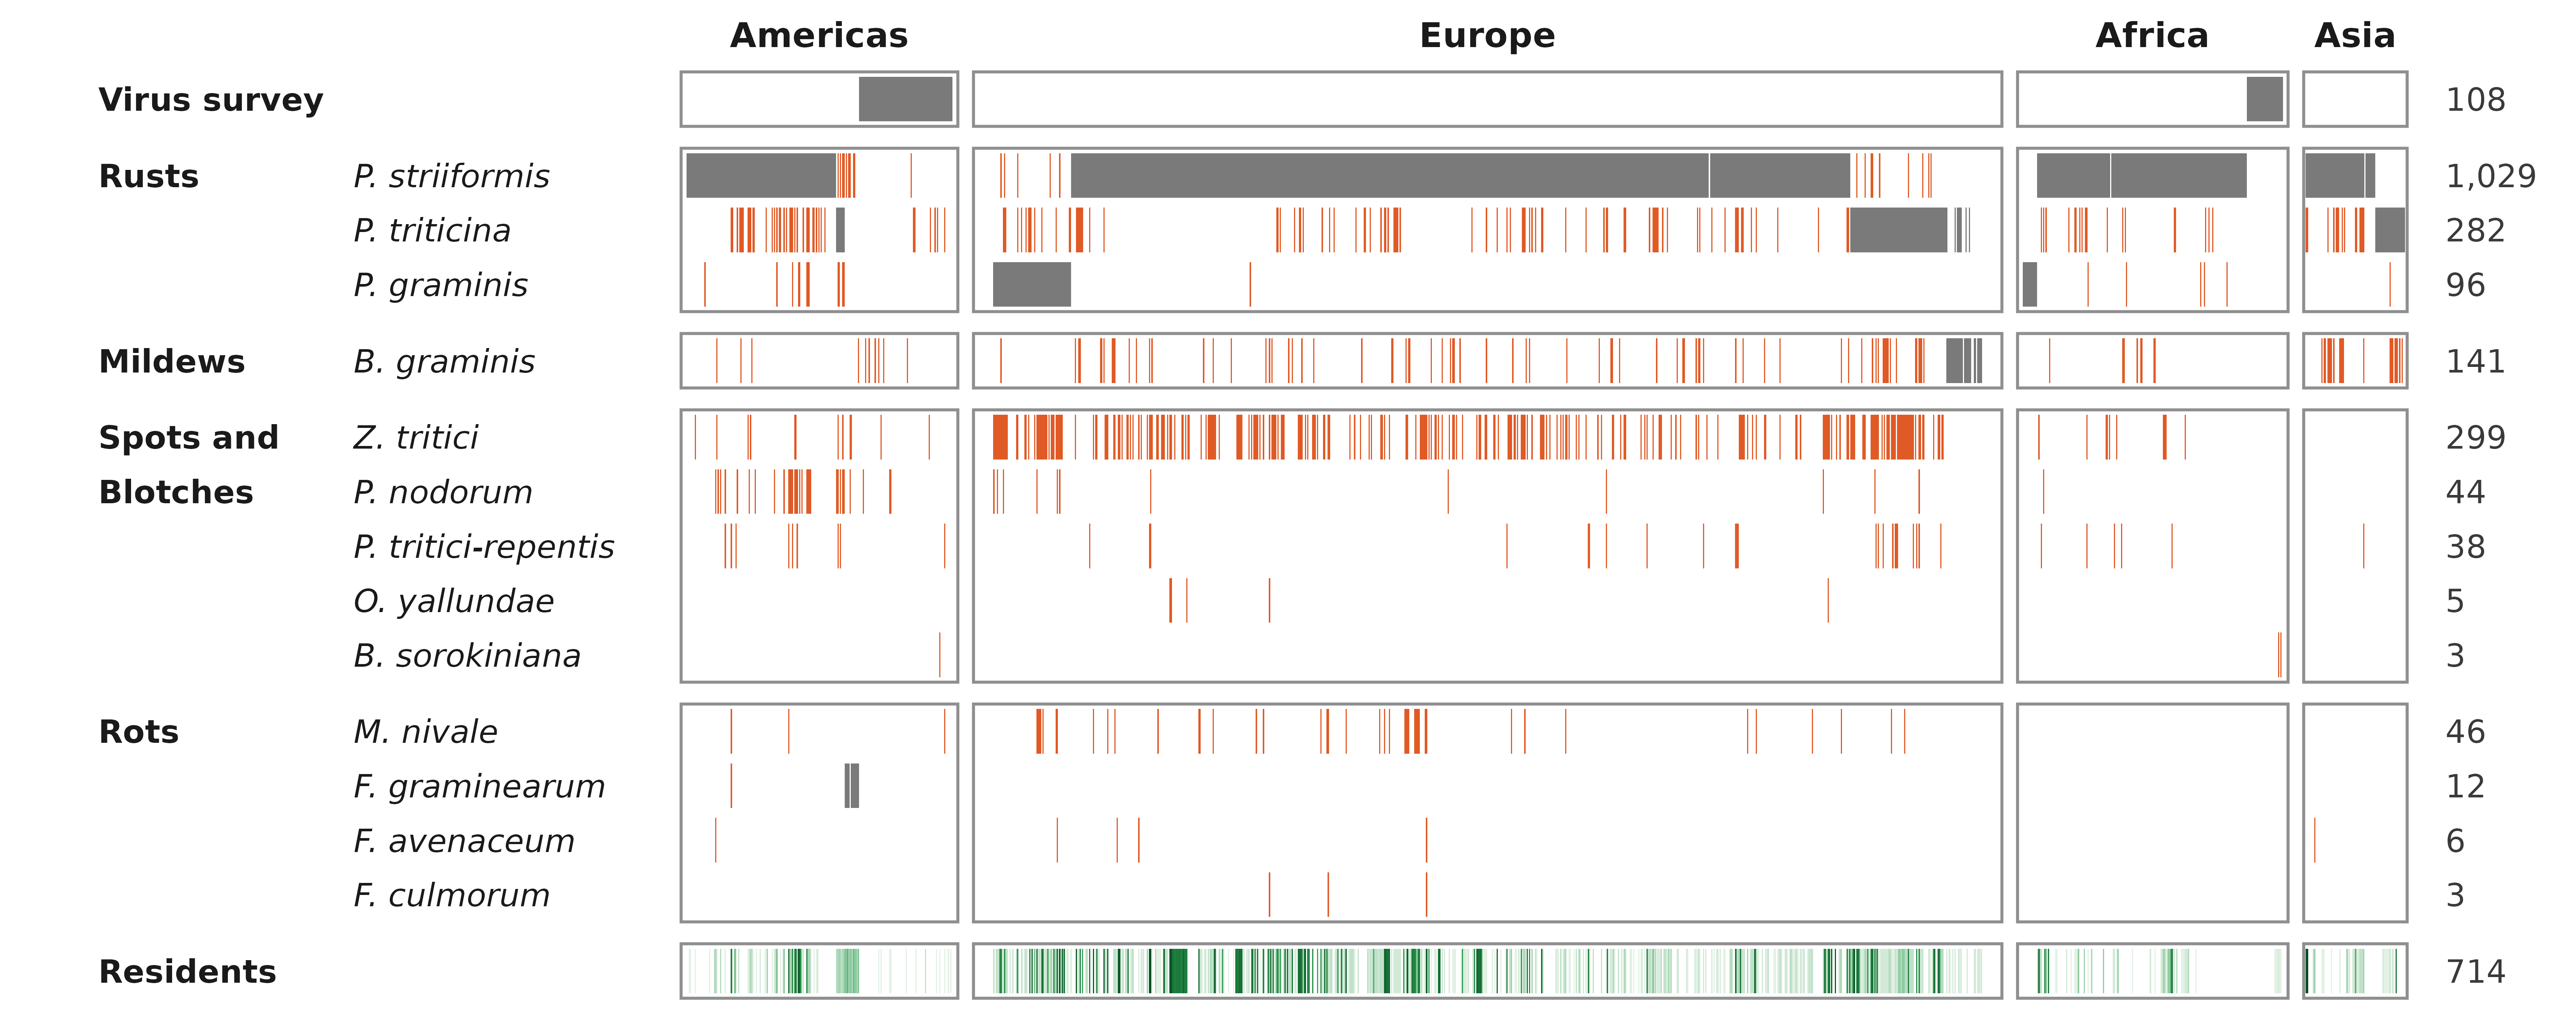 Americas Europe Africa Asia
Virus survey 108
Rusts P. striiformis 1,029
P. triticina 282
P. graminis 96
Mildews B. graminis 141
Spots and Z. tritici 299
Blotches P. nodorum 44
P. tritici-repentis 38
O. yallundae 5
B. sorokiniana 3
Rots M. nivale 46
F. graminearum 12
F. avenaceum 6
F. culmorum 3
Residents 714